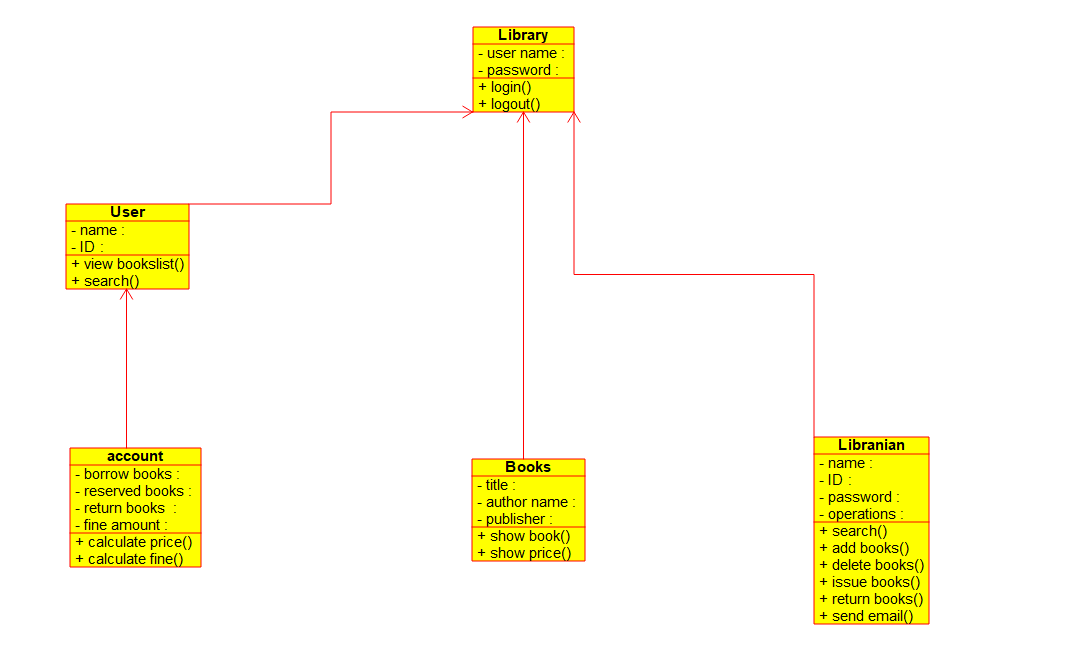 Library
- user name :
- password :
+ login()
+ logout()
User
- name :
- ID :
+ view bookslist()
+ search()
account
- borrow books :
- reserved books :
- return books  :
- fine amount :
+ calculate price()
+ calculate fine()
Books
- title :
- author name :
- publisher :
+ show book()
+ show price()
Libranian
- name :
- ID :
- password :
- operations :
+ search()
+ add books()
+ delete books()
+ issue books()
+ return books()
+ send email()